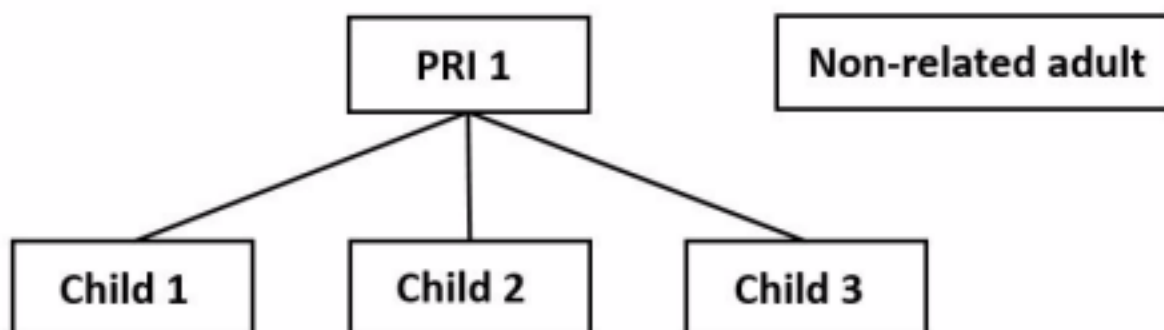 PRI 1
Non-related adult
Child 1
Child 2
Child 3